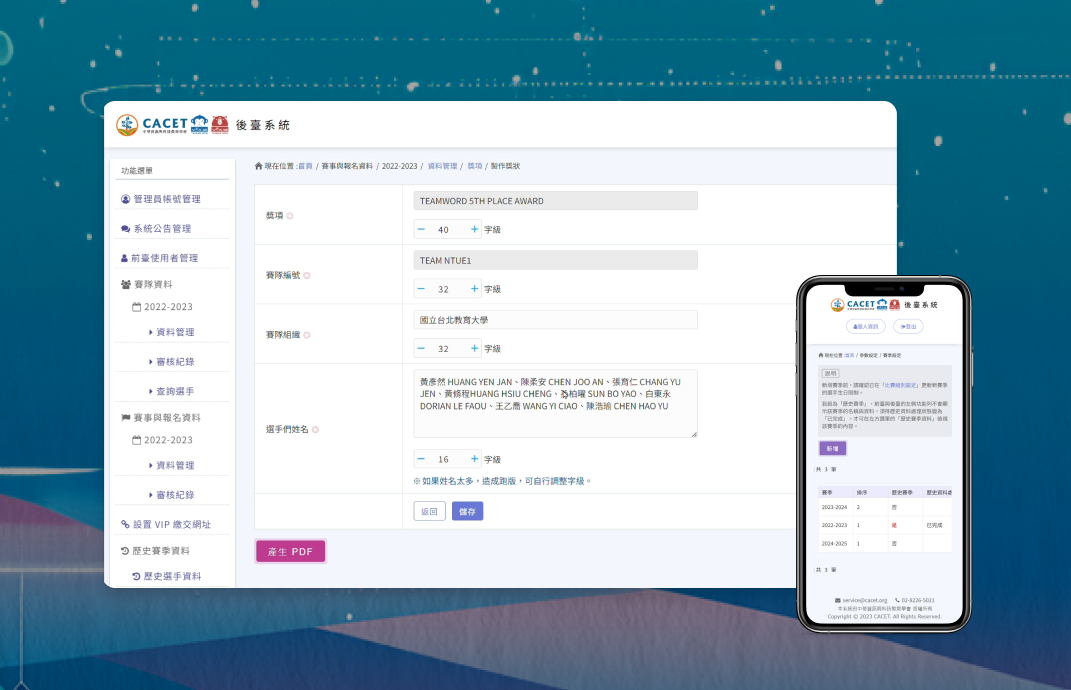 CACET
後臺系統
功能選單
管理員帳號管理
系統公告管理
前臺使用者管理
賽隊資料
2022-2023
資料管理
審核紀錄
查詢選手
賽事與報名資料
2022-2023
資料管理
審核紀錄
設置 VIP 繳交網址
歷史賽季資料
歷史選手資料
現在位置 :首頁 / 賽事與報名資料 / 2022-2023 / 資料管理 / 獎項 / 製作獎狀
獎項
TEAMWORD 5TH PLACE AWARD
− 40 + 字級
賽隊編號
TEAM NTUE1
− 32 + 字級
賽隊組織
國立台北教育大學
− 32 + 字級
選手們姓名
黃彥然 HUANG YEN JAN、陳柔安 CHEN JOO AN、張育仁 CHANG YU
JEN、黃脩程HUANG HSIU CHENG、柏曜 SUN BO YAO、白東永
DORIAN LE FAOU、王乙喬 WANG YI CIAO、陳浩瑜 CHEN HAO YU
− 16 + 字級
※如果姓名太多，造成跑版，可自行調整字級。
返回 儲存
產生 PDF
CACET
後臺系統
個人資訊 登出
現在位置 :首頁 / 參數設定 / 賽季設定
說明
新增賽季前，請確認已在「比賽組別設定」更新新賽季
的選手生日限制。
若設為「歷史賽季」，前臺與後臺的左側功能列不會顯
示該賽季的名稱與資料，須待歷史資料處理狀態變為
「已完成」，才可在左方選單的「歷史賽季資料」檢視
該賽季的內容。
新增
共 3 筆
賽季 排序 歷史賽季 歷史資料處
2023-2024 2 否
2022-2023 1 是 已完成
2024-2025 1 否
共 3 筆
service@cacet.org 02-8226-5021
本系統由中華資訊與科技教育學會 版權所有
Copyright © 2023 CACET. All Rights Reserved.